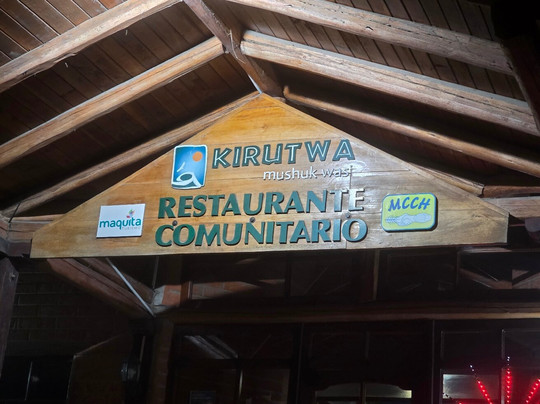 KIRUTWA
mushuk wasi
RESTAURANTE
COMUNITARIO
maquita
MCCH